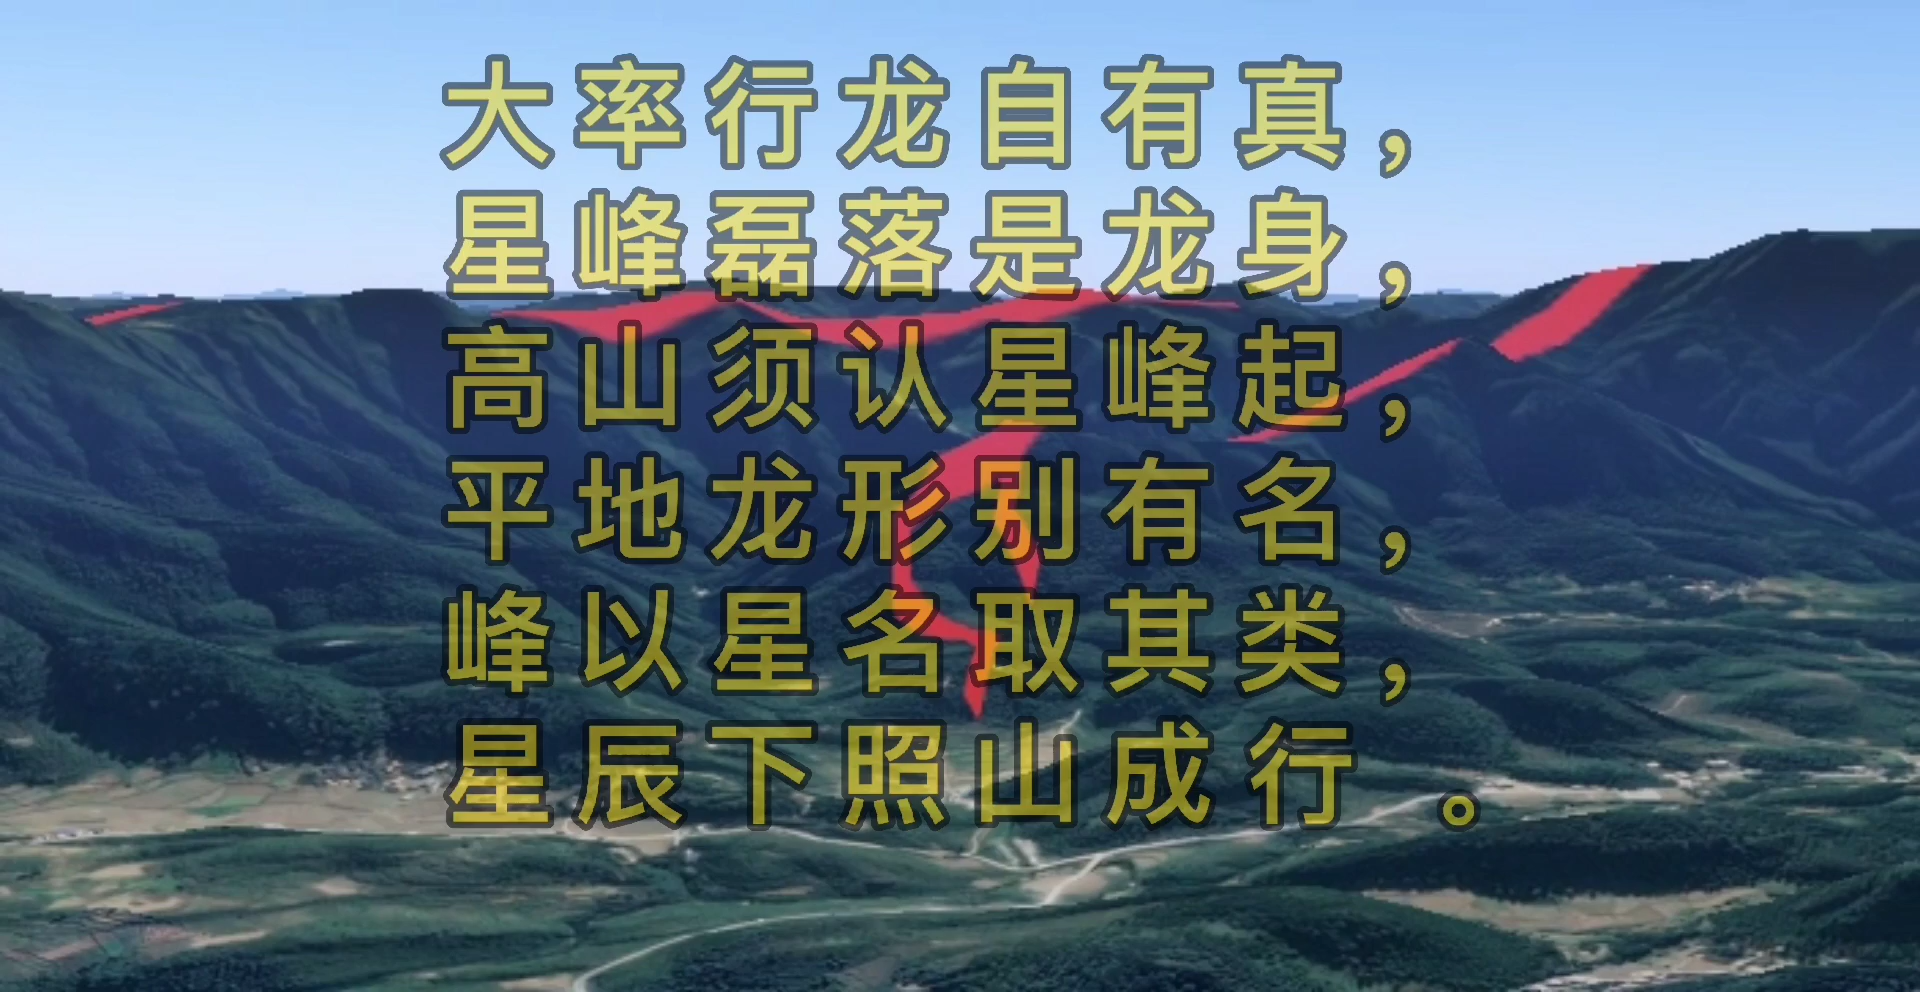 大率行龙自有真，
星峰磊落是龙身，
高山须认星峰起，
平地龙形别有名，
峰以星名取其类，
星辰下照山成行 。